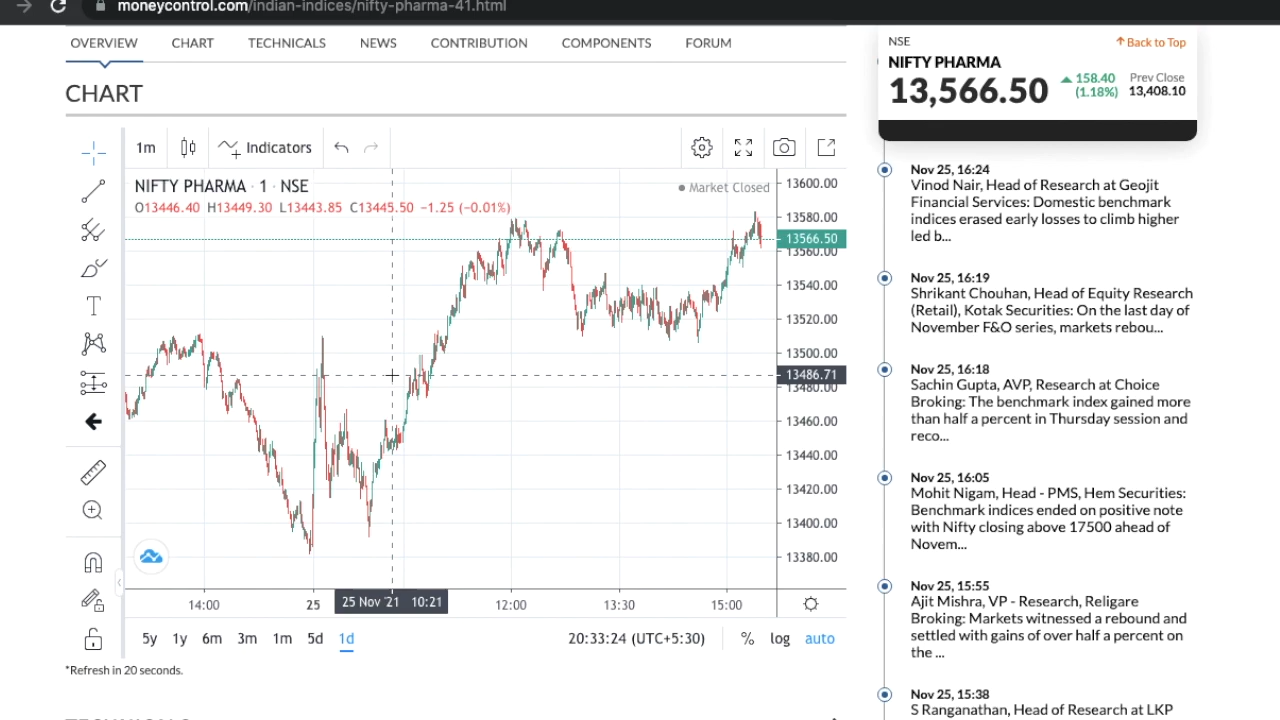 moneycontrol.com/indian-indices/nifty-pharma-41.html
OVERVIEW CHART TECHNICALS NEWS CONTRIBUTION COMPONENTS FORUM
CHART
1m Indicators
NIFTY PHARMA · 1 · NSE
Market Closed
O13446.40 H13449.30 L13443.85 C13445.50 −1.25 (−0.01%)
13600.00
13580.00
13566.50
13560.00
13540.00
13520.00
13500.00
13486.71
13480.00
13460.00
13440.00
13420.00
13400.00
13380.00
14:00 25 25 Nov '21 10:21 12:00 13:30 15:00
5y 1y 6m 3m 1m 5d 1d 20:33:24 (UTC+5:30) % log auto
*Refresh in 20 seconds.
NSE
Back to Top
NIFTY PHARMA
13,566.50
158.40
(1.18%)
Prev Close
13,408.10
Nov 25, 16:24
Vinod Nair, Head of Research at Geojit
Financial Services: Domestic benchmark
indices erased early losses to climb higher
led b...
Nov 25, 16:19
Shrikant Chouhan, Head of Equity Research
(Retail), Kotak Securities: On the last day of
November F&O series, markets rebou...
Nov 25, 16:18
Sachin Gupta, AVP, Research at Choice
Broking: The benchmark index gained more
than half a percent in Thursday session and
reco...
Nov 25, 16:05
Mohit Nigam, Head - PMS, Hem Securities:
Benchmark indices ended on positive note
with Nifty closing above 17500 ahead of
Novem...
Nov 25, 15:55
Ajit Mishra, VP - Research, Religare
Broking: Markets witnessed a rebound and
settled with gains of over half a percent on
the ...
Nov 25, 15:38
S Ranganathan, Head of Research at LKP